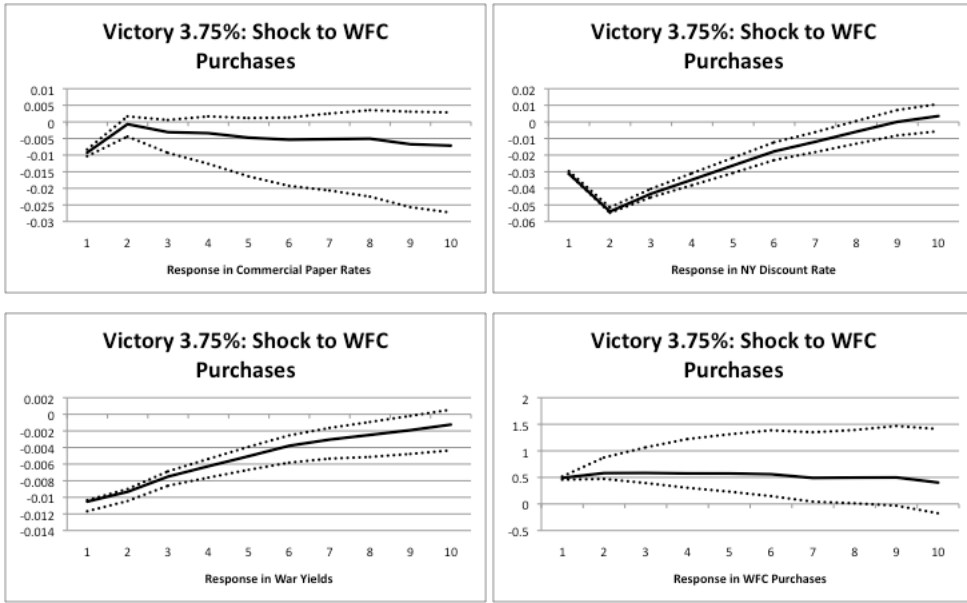 Victory 3.75%: Shock to WFC
Purchases
0.01
0.005
0
-0.005
-0.01
-0.015
-0.02
-0.025
-0.03
1 2 3 4 5 6 7 8 9 10
Response in Commercial Paper Rates
Victory 3.75%: Shock to WFC
Purchases
0.02
0.01
0
-0.01
-0.02
-0.03
-0.04
-0.05
-0.06
1 2 3 4 5 6 7 8 9 10
Response in NY Discount Rate
Victory 3.75%: Shock to WFC
Purchases
0.002
0
-0.002
-0.004
-0.006
-0.008
-0.01
-0.012
-0.014
1 2 3 4 5 6 7 8 9 10
Response in War Yields
Victory 3.75%: Shock to WFC
Purchases
2
1.5
1
0.5
0
-0.5
1 2 3 4 5 6 7 8 9 10
Response in WFC Purchases